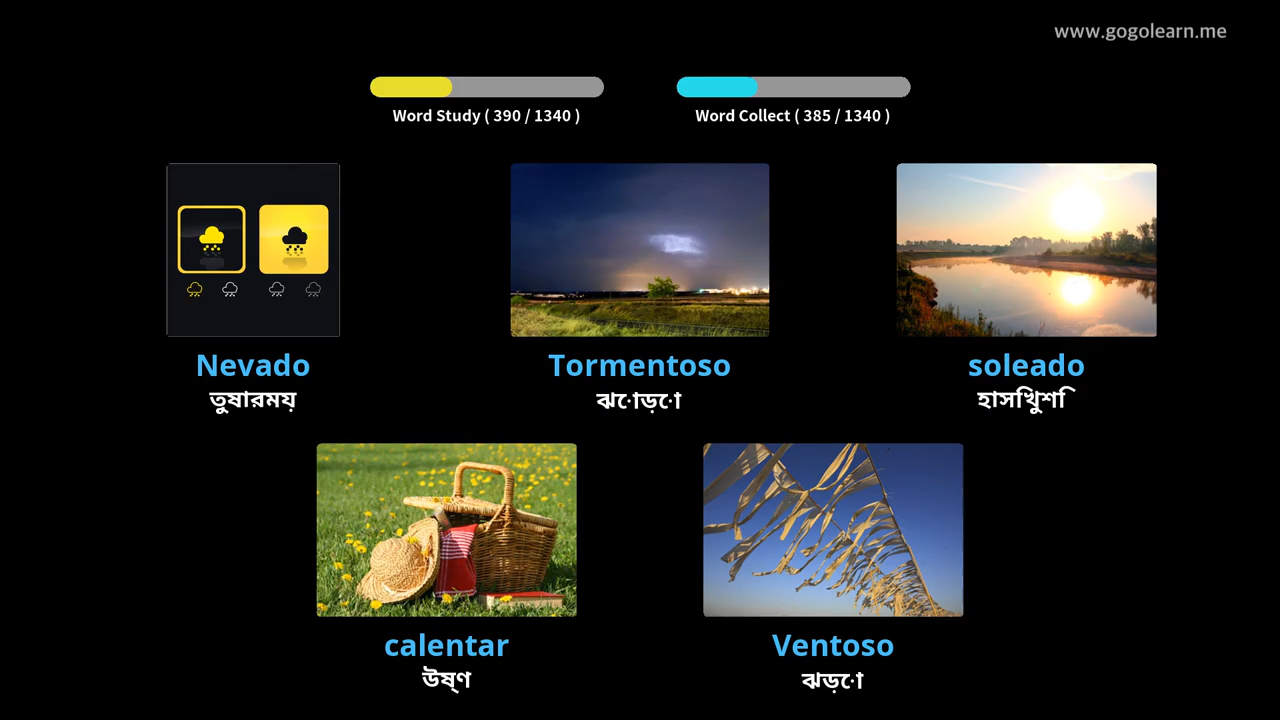 www.gogolearn.me
Word Study ( 390 / 1340 )
Word Collect ( 385 / 1340 )
Nevado
তুষারময়
Tormentoso
ঝোড়ো
soleado
হাসিখুশি
calentar
উষ্ণ
Ventoso
ঝড়ো